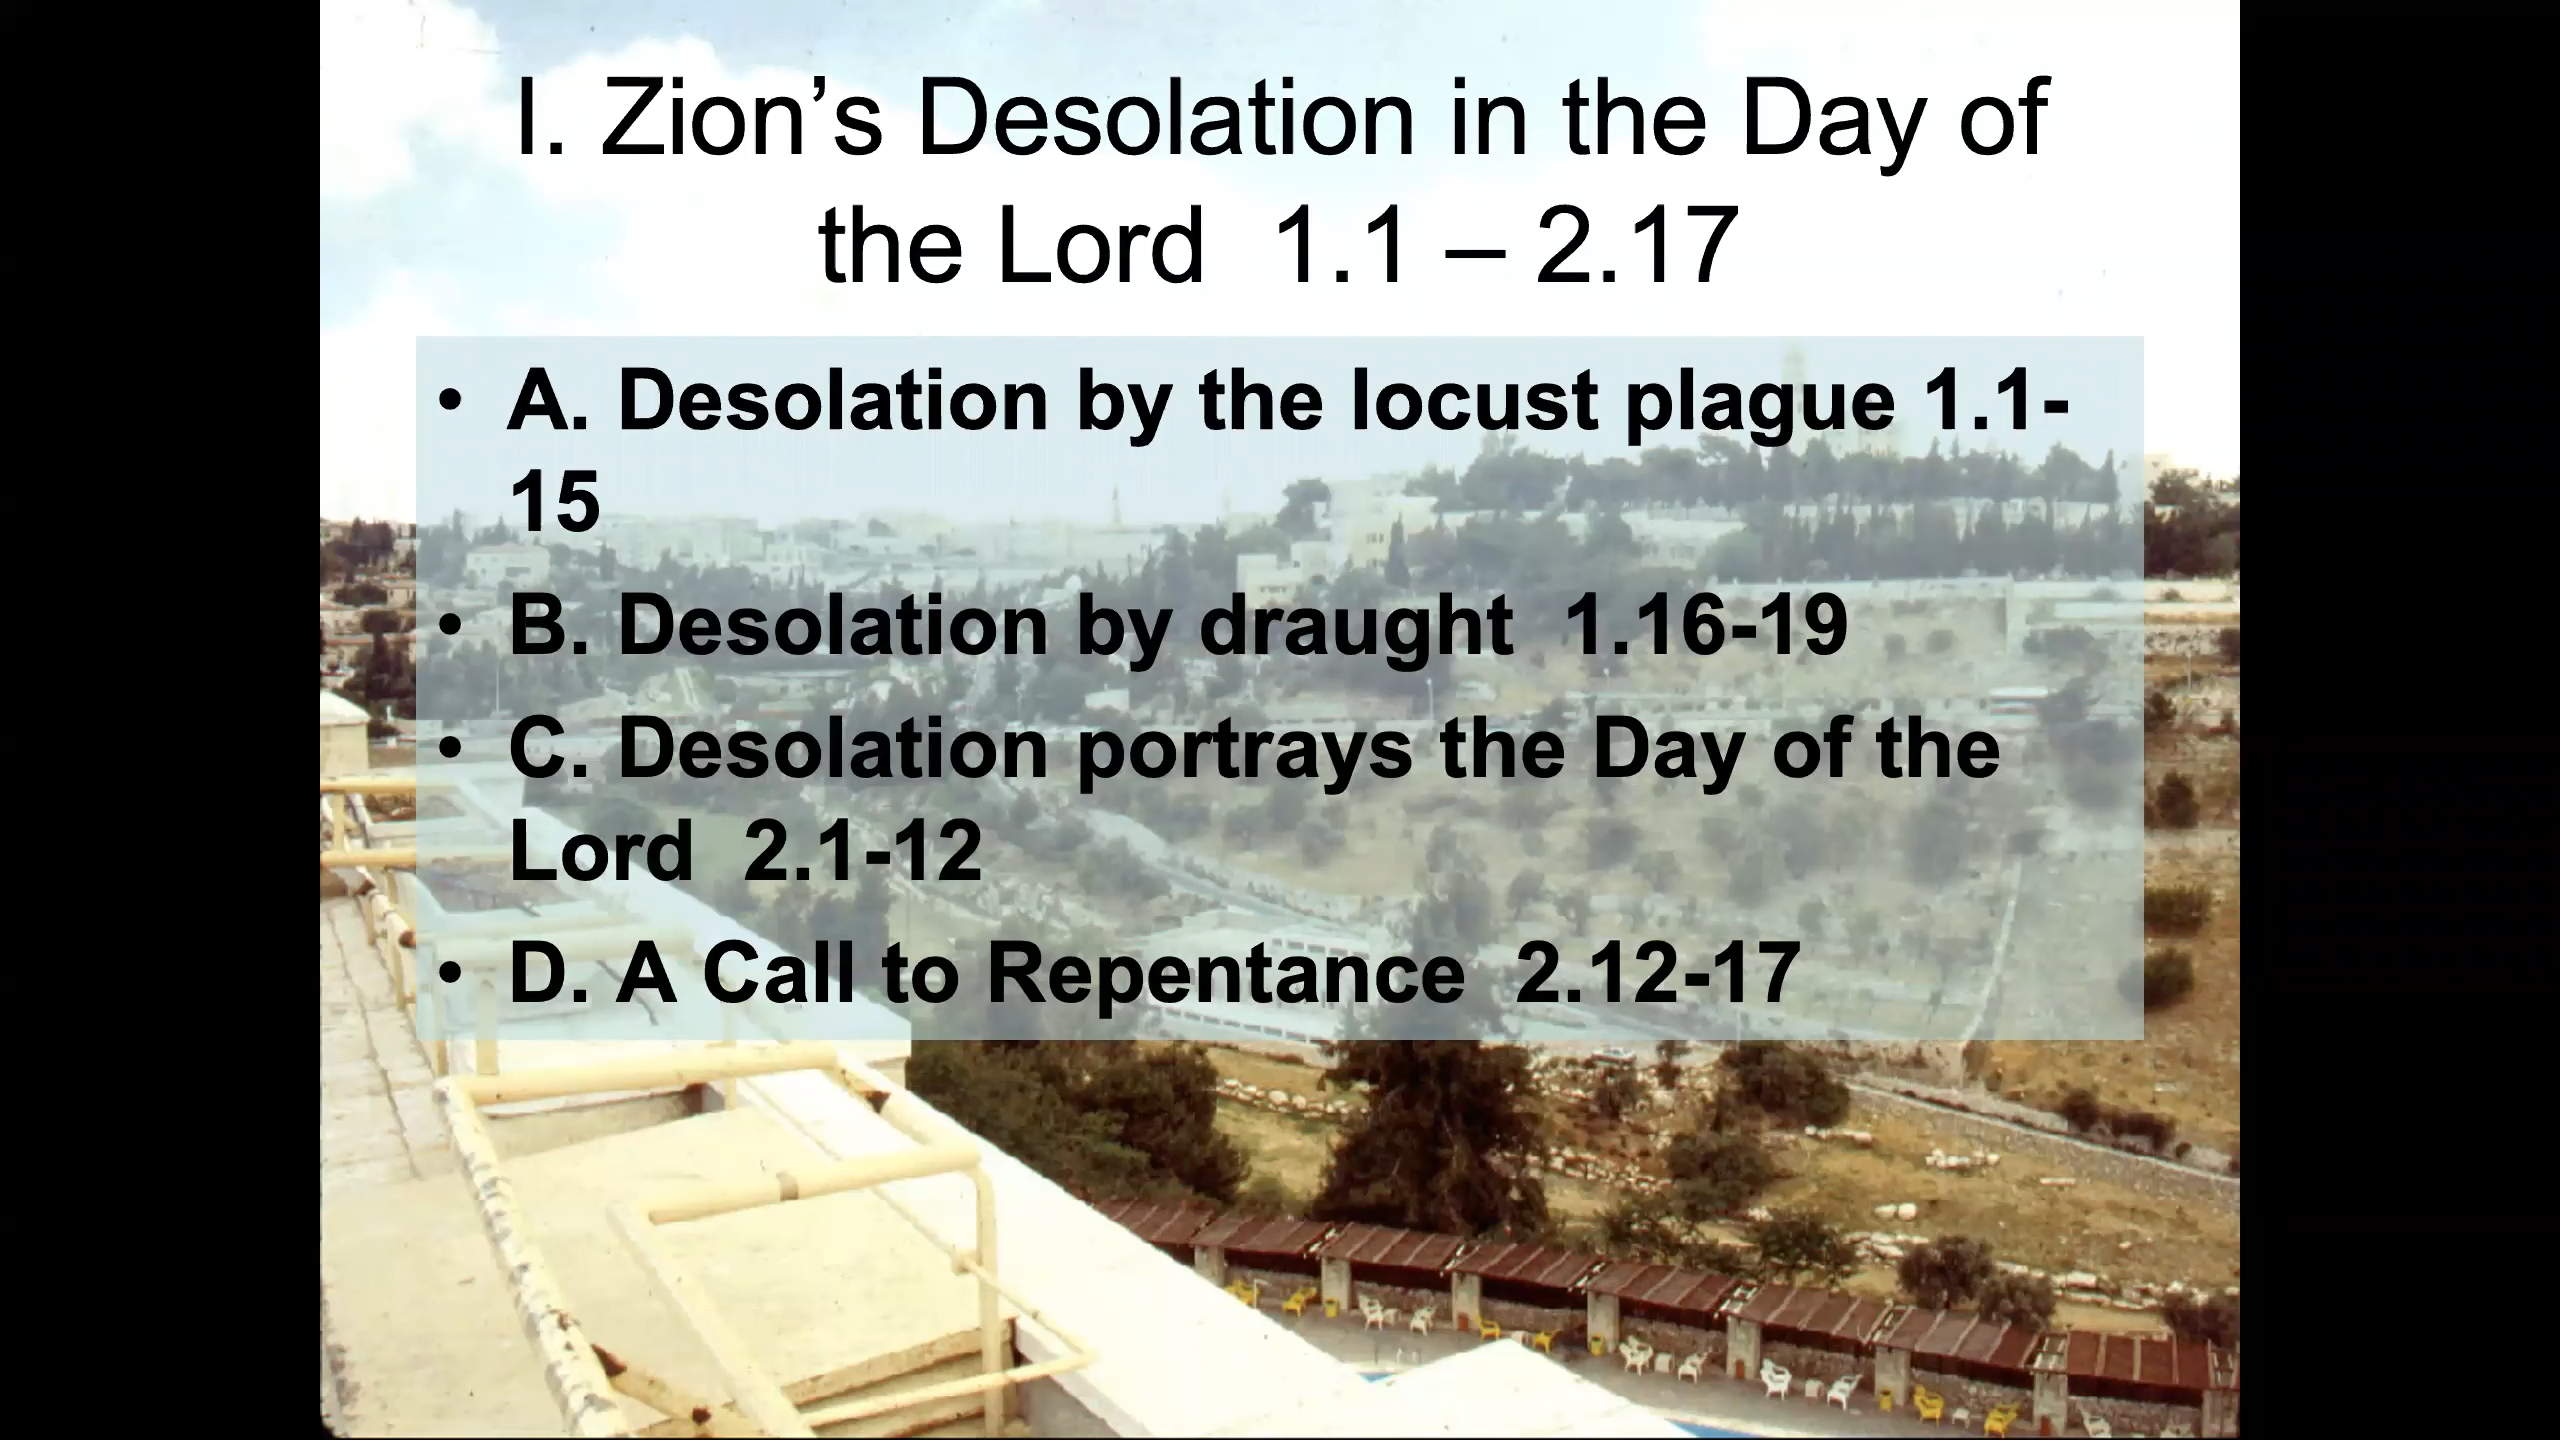 I. Zion’s Desolation in the Day of
the Lord  1.1 – 2.17
• A. Desolation by the locust plague 1.1-
15
• B. Desolation by draught  1.16-19
• C. Desolation portrays the Day of the
Lord  2.1-12
• D. A Call to Repentance  2.12-17